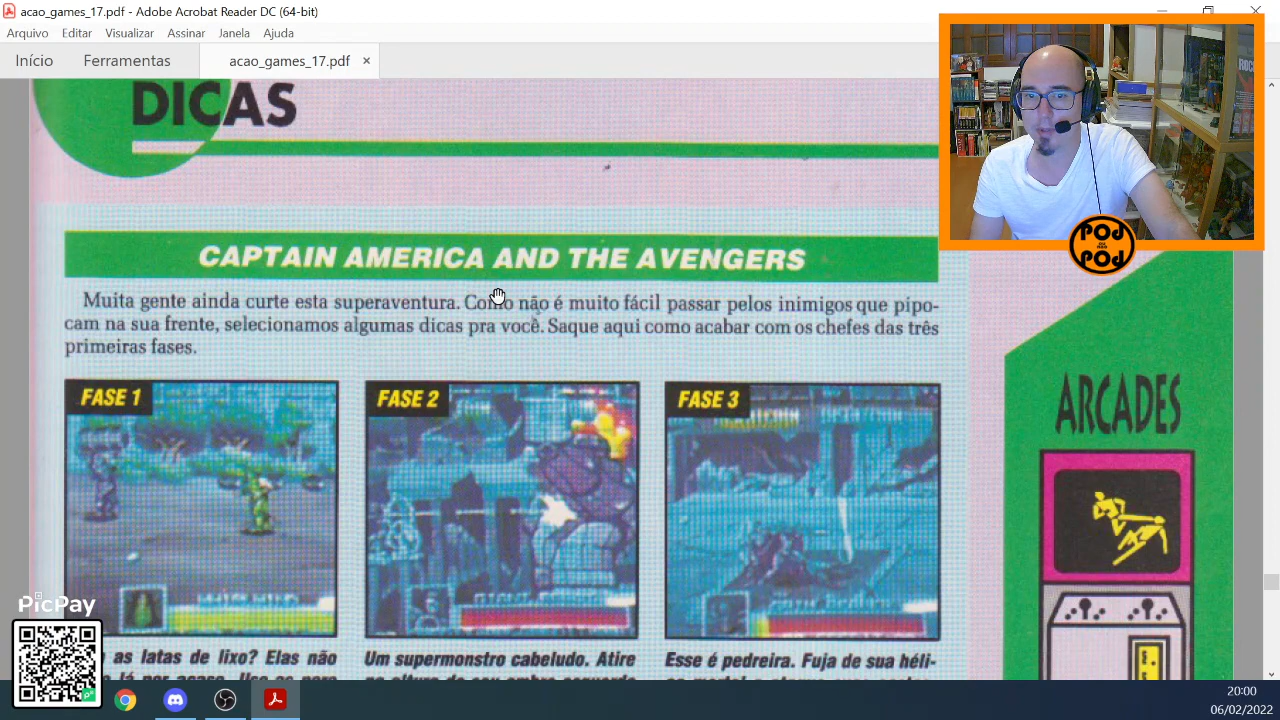 acao_games_17.pdf - Adobe Acrobat Reader DC (64-bit)
Arquivo Editar Visualizar Assinar Janela Ajuda
Início Ferramentas acao_games_17.pdf ×
DICAS
CAPTAIN AMERICA AND THE AVENGERS
Muita gente ainda curte esta superaventura. Como não é muito fácil passar pelos inimigos que pipo-
cam na sua frente, selecionamos algumas dicas pra você. Saque aqui como acabar com os chefes das três
primeiras fases.
FASE 1
FASE 2
FASE 3
as latas de lixo? Elas não
Um supermonstro cabeludo. Atire
Esse é pedreira. Fuja de sua héli-
ARCADES
POD
POD
PicPay
20:00
06/02/2022